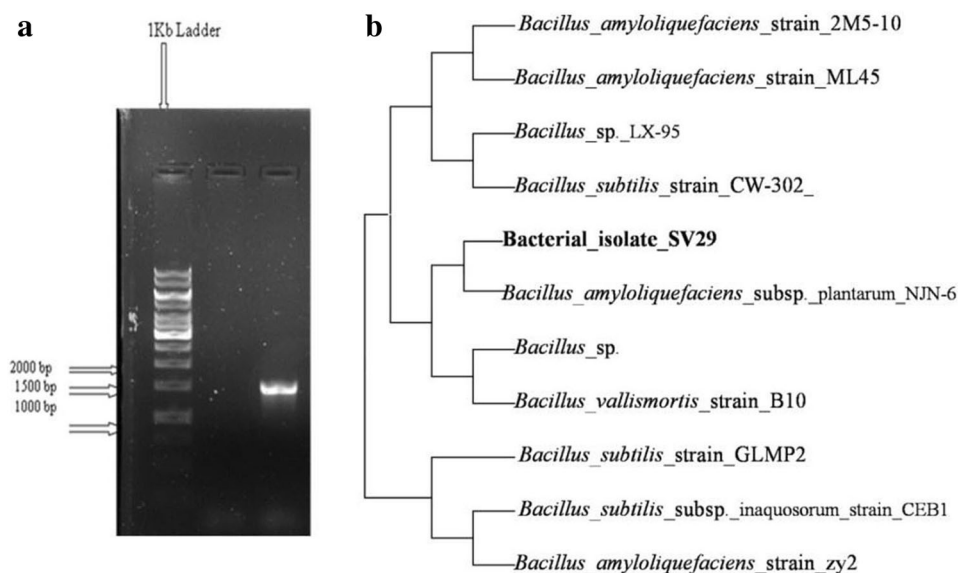 a
1Kb Ladder
2000 bp
1500 bp
1000 bp
b
Bacillus_amyloliquefaciens_strain_2M5-10
Bacillus_amyloliquefaciens_strain_ML45
Bacillus_sp._LX-95
Bacillus_subtilis_strain_CW-302_
Bacterial_isolate_SV29
Bacillus_amyloliquefaciens_subsp._plantarum_NJN-6
Bacillus_sp.
Bacillus_vallismortis_strain_B10
Bacillus_subtilis_strain_GLMP2
Bacillus_subtilis_subsp._inaquosorum_strain_CEB1
Bacillus_amyloliquefaciens_strain_zy2